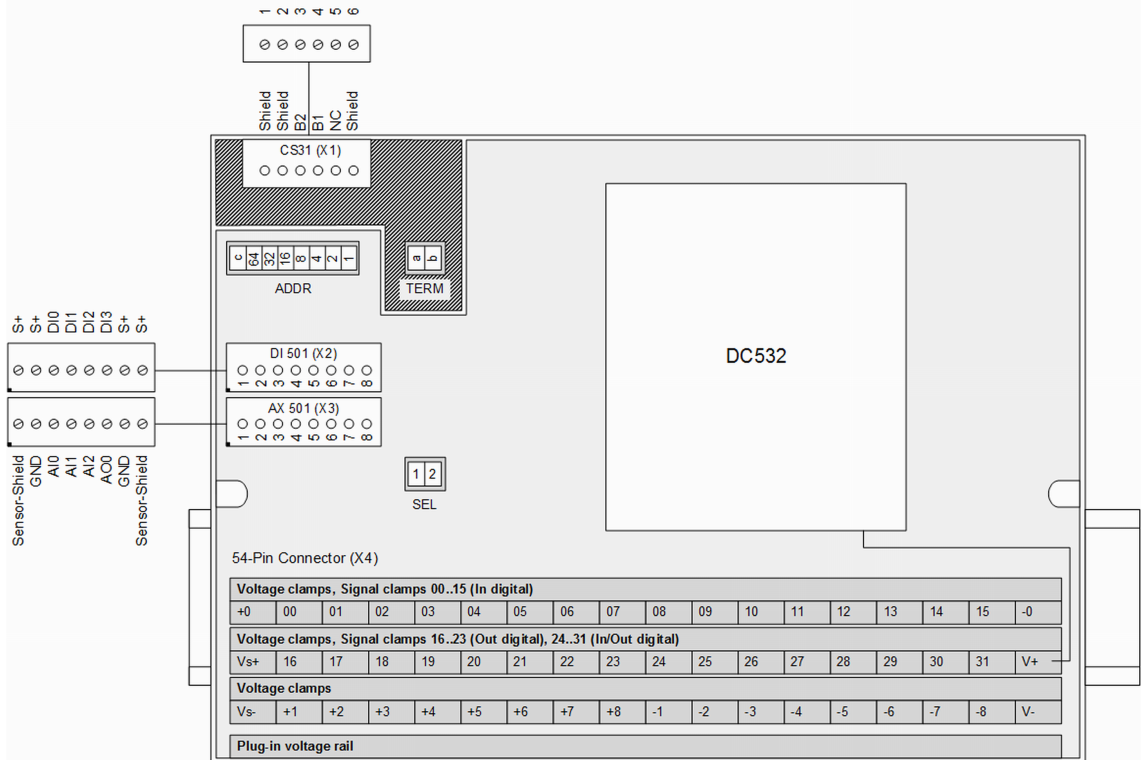 1 2 3 4 5 6
Shield Shield B2 B1 NC Shield
CS31 (X1)
c 64 32 16 8 4 2 1
ADDR
a b
TERM
DC532
S+ S+ DI0 DI1 DI2 DI3 S+ S+
DI 501 (X2)
1 2 3 4 5 6 7 8
AX 501 (X3)
1 2 3 4 5 6 7 8
Sensor-Shield GND AI0 AI1 AI2 AO0 GND Sensor-Shield
1 2
SEL
54-Pin Connector (X4)
Voltage clamps, Signal clamps 00..15 (In digital)
+0 00 01 02 03 04 05 06 07 08 09 10 11 12 13 14 15 -0
Voltage clamps, Signal clamps 16..23 (Out digital), 24..31 (In/Out digital)
Vs+ 16 17 18 19 20 21 22 23 24 25 26 27 28 29 30 31 V+
Voltage clamps
Vs- +1 +2 +3 +4 +5 +6 +7 +8 -1 -2 -3 -4 -5 -6 -7 -8 V-
Plug-in voltage rail